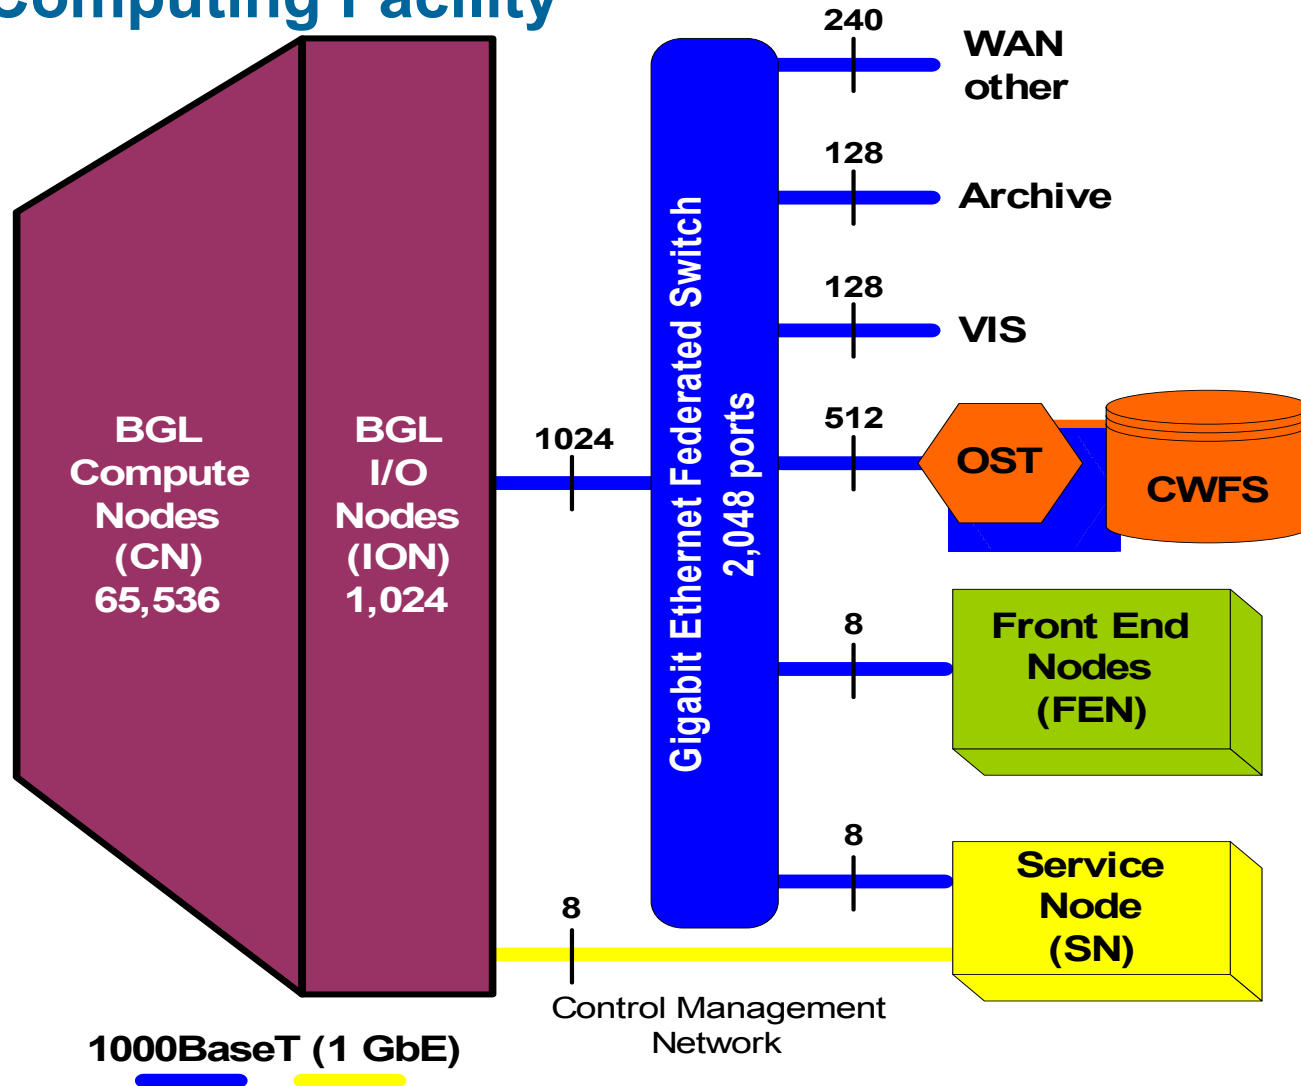 Computing Facility
240
WAN
other
128
Archive
128
VIS
512
OST
CWFS
BGL
Compute
Nodes
(CN)
65,536
BGL
I/O
Nodes
(ION)
1,024
1024
Gigabit Ethernet Federated Switch
2,048 ports
8
Front End
Nodes
(FEN)
8
Service
Node
(SN)
8
Control Management
Network
1000BaseT (1 GbE)